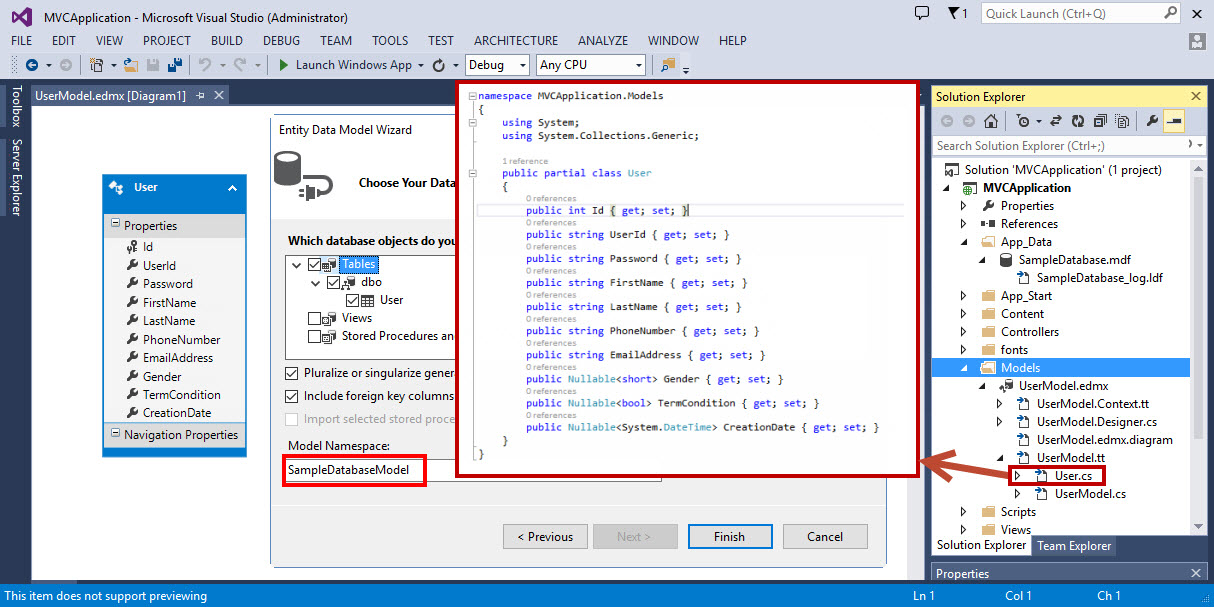 MVCApplication - Microsoft Visual Studio (Administrator)
1
Quick Launch (Ctrl+Q)
FILE EDIT VIEW PROJECT BUILD DEBUG TEAM TOOLS TEST ARCHITECTURE ANALYZE WINDOW HELP
Launch Windows App Debug Any CPU
Toolbox
Server Explorer
UserModel.edmx [Diagram1]
User
Properties
Id
UserId
Password
FirstName
LastName
PhoneNumber
EmailAddress
Gender
TermCondition
CreationDate
Navigation Properties
Entity Data Model Wizard
Choose Your Data
Which database objects do you
Tables
dbo
User
Views
Stored Procedures an
Pluralize or singularize gener
Include foreign key columns
Import selected stored proce
Model Namespace:
SampleDatabaseModel
< Previous
Next >
Finish
Cancel
namespace MVCApplication.Models
{
using System;
using System.Collections.Generic;
1 reference
public partial class User
{
0 references
public int Id { get; set; }
0 references
public string UserId { get; set; }
0 references
public string Password { get; set; }
0 references
public string FirstName { get; set; }
0 references
public string LastName { get; set; }
0 references
public string PhoneNumber { get; set; }
0 references
public string EmailAddress { get; set; }
0 references
public Nullable<short> Gender { get; set; }
0 references
public Nullable<bool> TermCondition { get; set; }
0 references
public Nullable<System.DateTime> CreationDate { get; set; }
}
}
Solution Explorer
Search Solution Explorer (Ctrl+;)
Solution 'MVCApplication' (1 project)
MVCApplication
Properties
References
App_Data
SampleDatabase.mdf
SampleDatabase_log.ldf
App_Start
Content
Controllers
fonts
Models
UserModel.edmx
UserModel.Context.tt
UserModel.Designer.cs
UserModel.edmx.diagram
UserModel.tt
User.cs
UserModel.cs
Scripts
Views
Solution Explorer Team Explorer
Properties
This item does not support previewing
Ln 1 Col 1 Ch 1